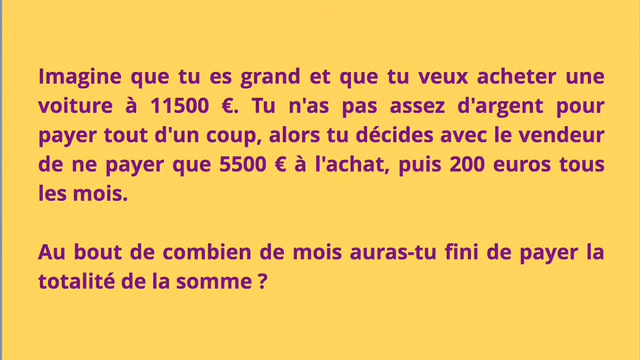 Imagine que tu es grand et que tu veux acheter une
voiture à 11500 €. Tu n'as pas assez d'argent pour
payer tout d'un coup, alors tu décides avec le vendeur
de ne payer que 5500 € à l'achat, puis 200 euros tous
les mois.
Au bout de combien de mois auras-tu fini de payer la
totalité de la somme ?